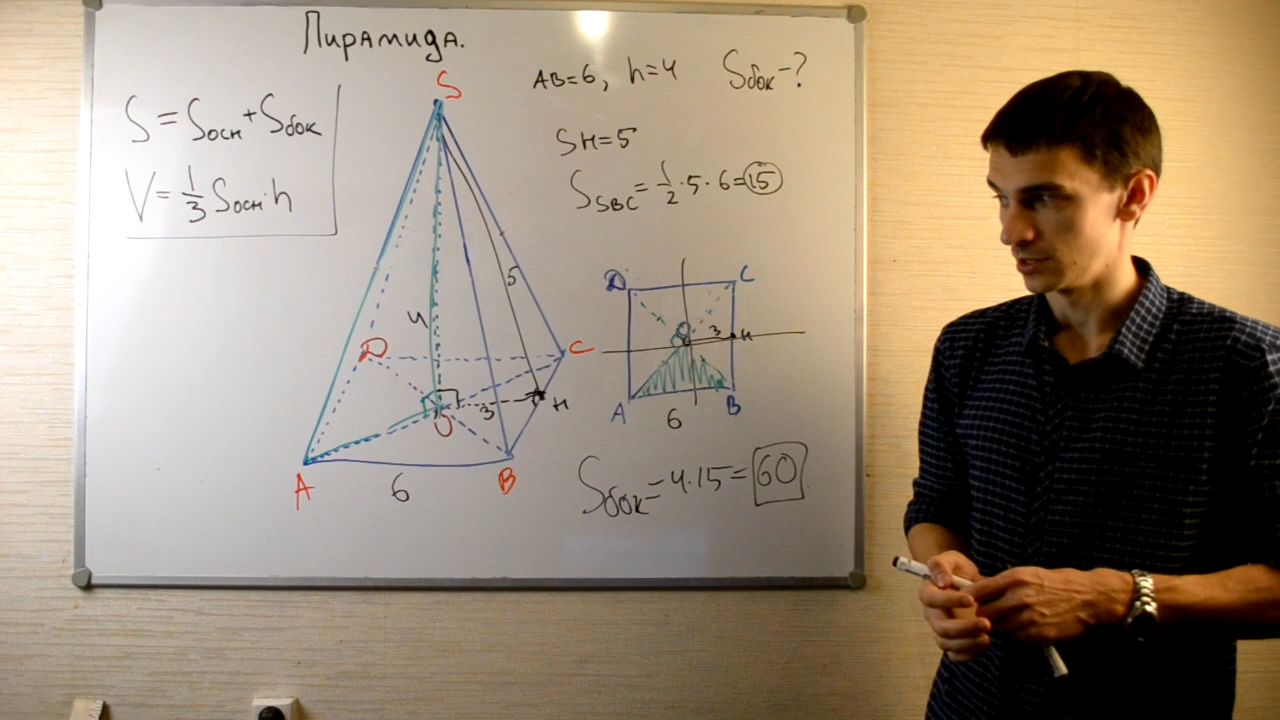 Пирамида.
S = Sосн + Sбок
V = 1/3 Sосн·h
AB=6, h=4 Sбок-?
SH=5
S SBC = 1/2 · 5 · 6 = 15
S
4
5
D
C
O
3
H
A
6
B
D
C
O
3
H
A
B
6
Sбок = 4·15 = 60